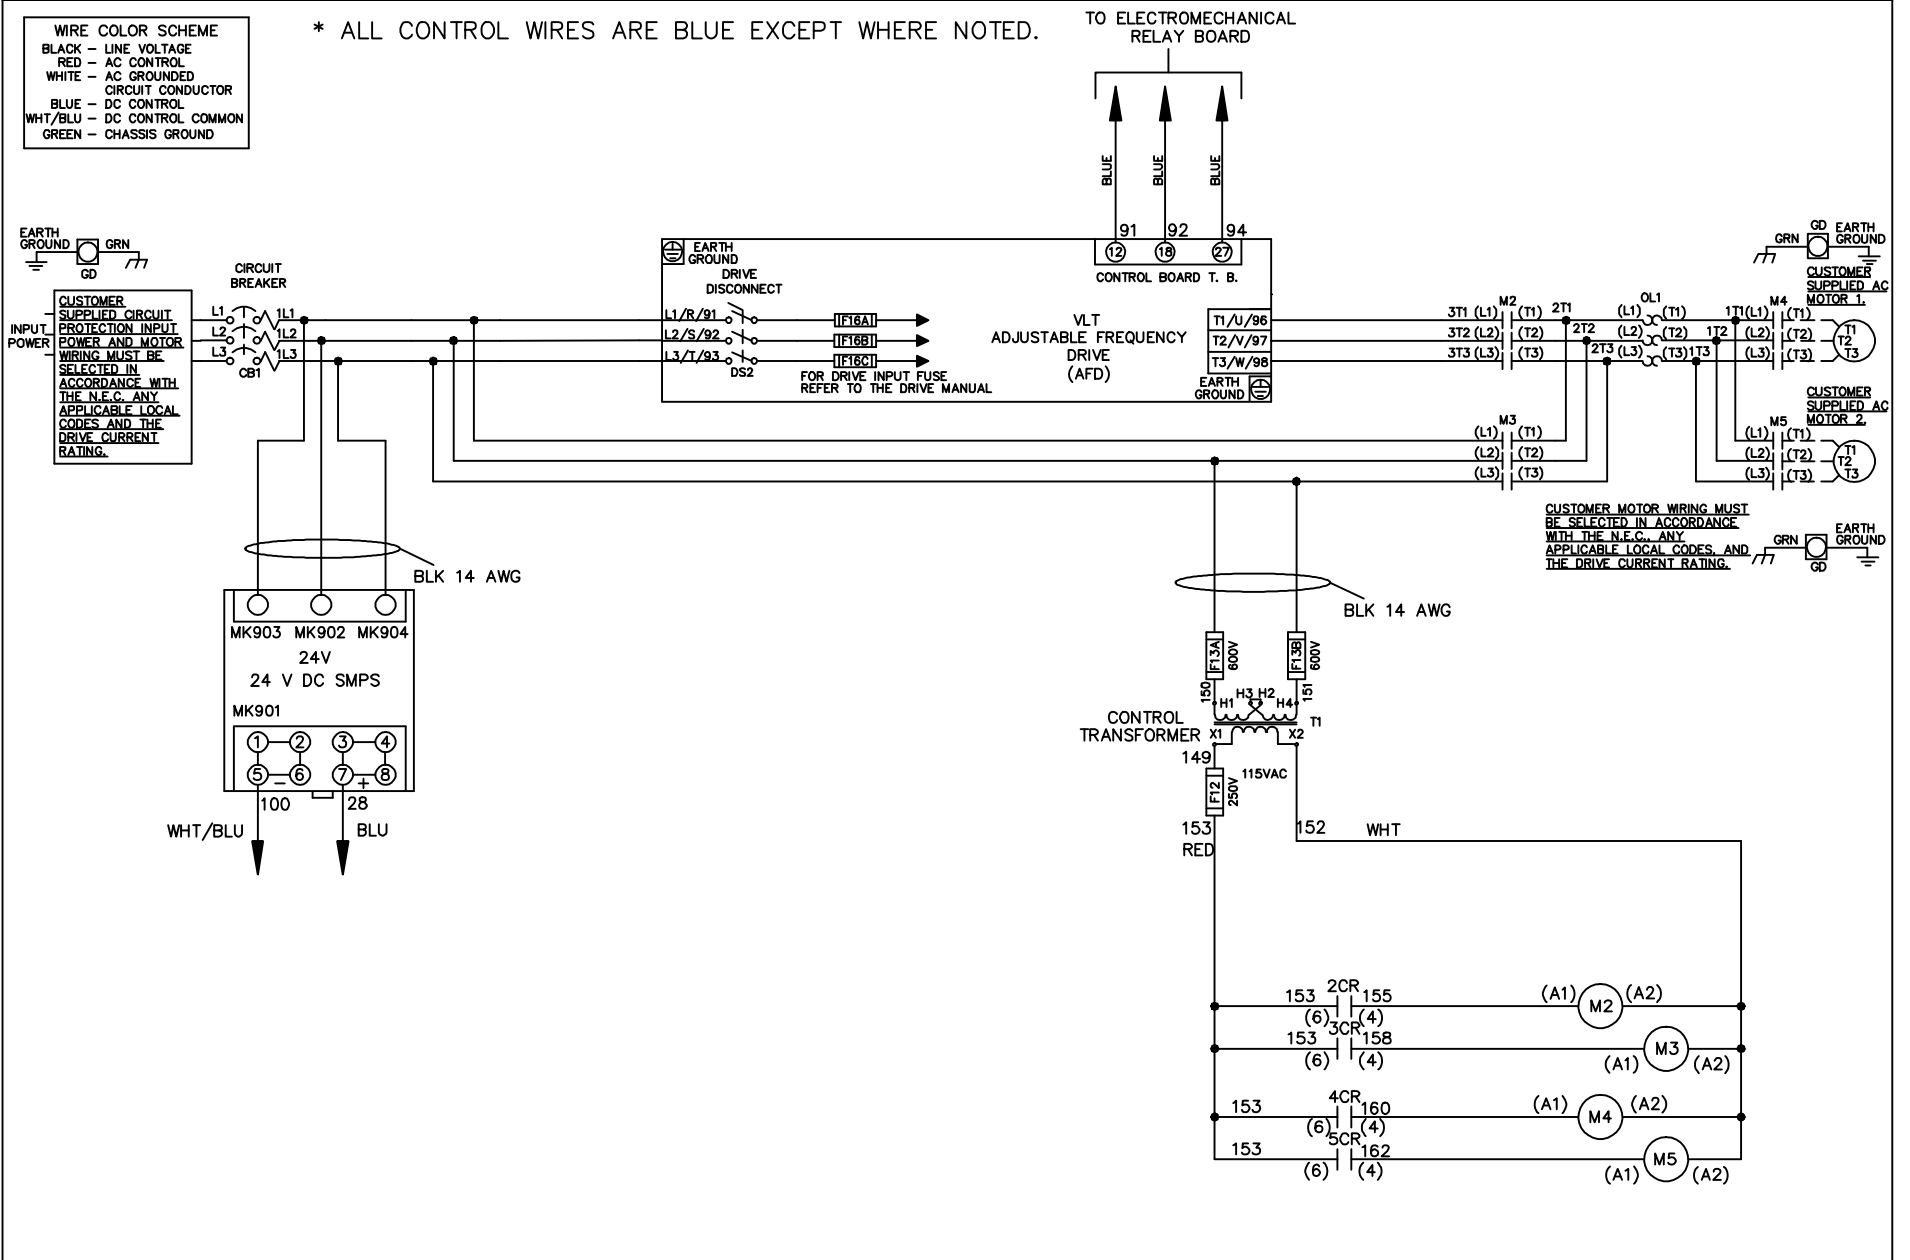 WIRE COLOR SCHEME
BLACK – LINE VOLTAGE
RED – AC CONTROL
WHITE – AC GROUNDED
CIRCUIT CONDUCTOR
BLUE – DC CONTROL
WHT/BLU – DC CONTROL COMMON
GREEN – CHASSIS GROUND
* ALL CONTROL WIRES ARE BLUE EXCEPT WHERE NOTED.
TO ELECTROMECHANICAL
RELAY BOARD
BLUE
BLUE
BLUE
91 92 94
12 18 27
CONTROL BOARD T. B.
EARTH
GROUND
GRN
GD
CIRCUIT
BREAKER
L1 1L1
L2 1L2
L3 1L3
CB1
INPUT
POWER
CUSTOMER
SUPPLIED CIRCUIT
PROTECTION INPUT
POWER AND MOTOR
WIRING MUST BE
SELECTED IN
ACCORDANCE WITH
THE N.E.C. ANY
APPLICABLE LOCAL
CODES AND THE
DRIVE CURRENT
RATING.
EARTH
GROUND
DRIVE
DISCONNECT
L1/R/91
L2/S/92
L3/T/93
DS2
F16A
F16B
F16C
FOR DRIVE INPUT FUSE
REFER TO THE DRIVE MANUAL
VLT
ADJUSTABLE FREQUENCY
DRIVE
(AFD)
T1/U/96
T2/V/97
T3/W/98
EARTH
GROUND
M2
3T1 (L1) (T1) 2T1
3T2 (L2) (T2) 2T2
3T3 (L3) (T3) 2T3
OL1
(L1) (T1) 1T1
(L2) (T2) 1T2
(L3) (T3) 1T3
M4
(L1) (T1)
(L2) (T2)
(L3) (T3)
T1
T2
T3
GD
GRN
EARTH
GROUND
CUSTOMER
SUPPLIED AC
MOTOR 1.
M3
(L1) (T1)
(L2) (T2)
(L3) (T3)
M5
(L1) (T1)
(L2) (T2)
(L3) (T3)
T1
T2
T3
CUSTOMER
SUPPLIED AC
MOTOR 2.
CUSTOMER MOTOR WIRING MUST
BE SELECTED IN ACCORDANCE
WITH THE N.E.C., ANY
APPLICABLE LOCAL CODES, AND
THE DRIVE CURRENT RATING.
GRN
GD
EARTH
GROUND
BLK 14 AWG
MK903 MK902 MK904
24V
24 V DC SMPS
MK901
1 2 3 4
5 – 6 7 + 8
100 28
WHT/BLU BLU
BLK 14 AWG
F13A
600V
F13B
600V
150
151
H1 H3 H2 H4
CONTROL
TRANSFORMER
T1
X1 X2
149
115VAC
F12
250V
153
RED
152 WHT
2CR
153 155
(6) (4)
(A1) M2 (A2)
3CR
153 158
(6) (4)
(A1) M3 (A2)
4CR
153 160
(6) (4)
(A1) M4 (A2)
5CR
153 162
(6) (4)
(A1) M5 (A2)